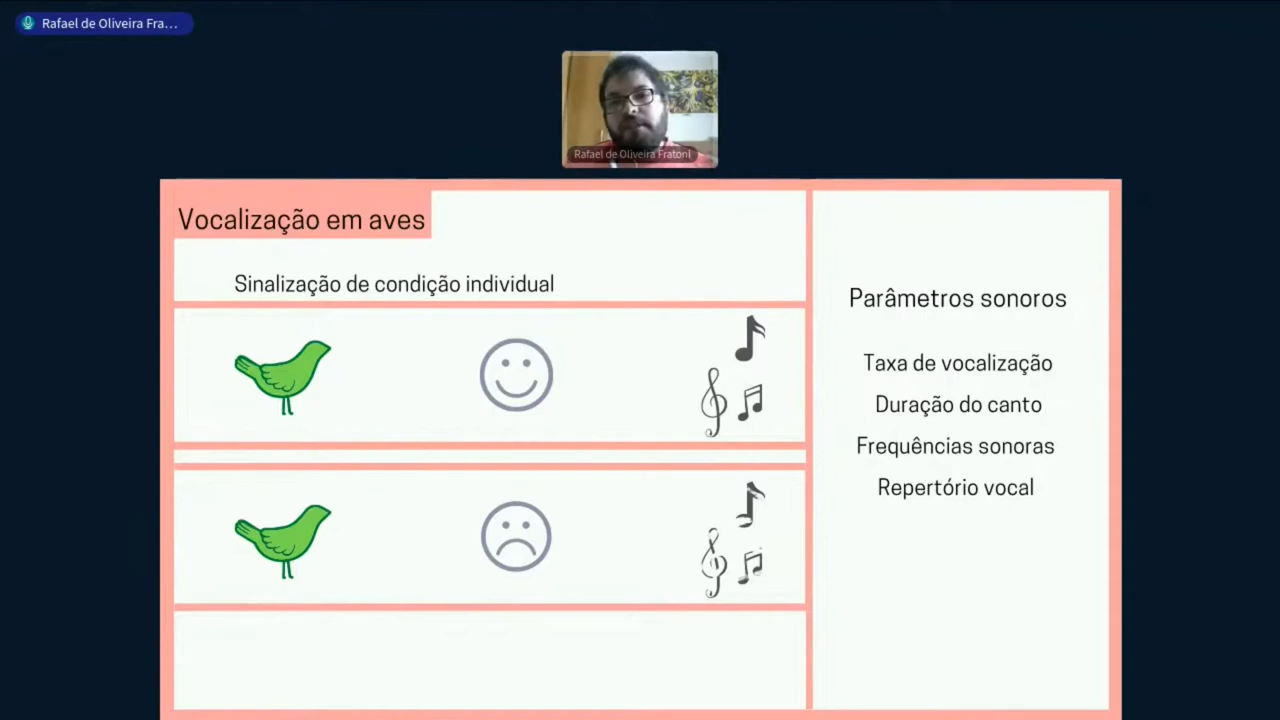 Rafael de Oliveira Fra...
Rafael de Oliveira Fratoni
Vocalização em aves
Sinalização de condição individual
Parâmetros sonoros
Taxa de vocalização
Duração do canto
Frequências sonoras
Repertório vocal